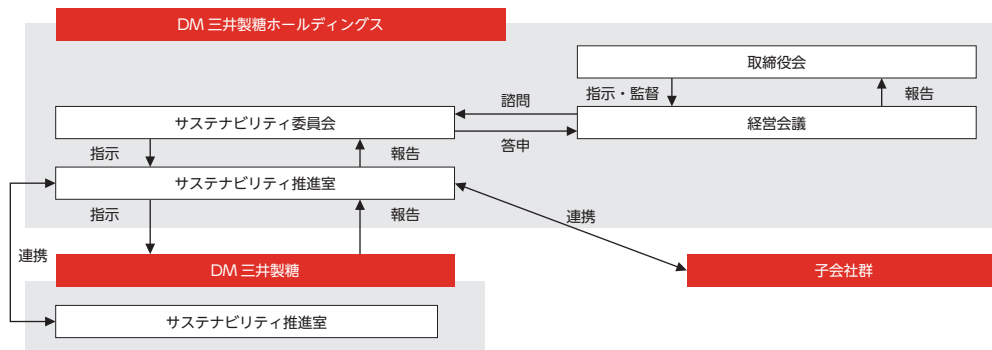 DM 三井製糖ホールディングス
取締役会
指示・監督
報告
諮問
サステナビリティ委員会
経営会議
答申
指示
報告
サステナビリティ推進室
指示
報告
連携
連携
DM 三井製糖
子会社群
サステナビリティ推進室